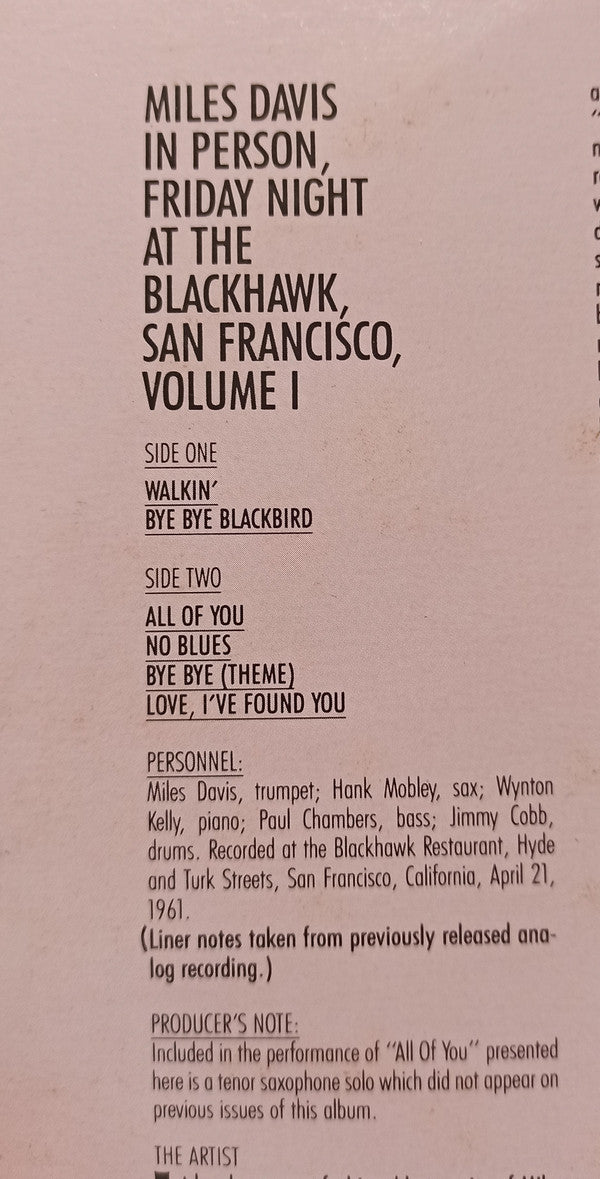 MILES DAVIS
IN PERSON,
FRIDAY NIGHT
AT THE
BLACKHAWK,
SAN FRANCISCO,
VOLUME I
SIDE ONE
WALKIN'
BYE BYE BLACKBIRD
SIDE TWO
ALL OF YOU
NO BLUES
BYE BYE (THEME)
LOVE, I'VE FOUND YOU
PERSONNEL:
Miles Davis, trumpet; Hank Mobley, sax; Wynton
Kelly, piano; Paul Chambers, bass; Jimmy Cobb,
drums. Recorded at the Blackhawk Restaurant, Hyde
and Turk Streets, San Francisco, California, April 21,
1961.
(Liner notes taken from previously released ana-
log recording.)
PRODUCER'S NOTE:
Included in the performance of "All Of You" presented
here is a tenor saxophone solo which did not appear on
previous issues of this album.
THE ARTIST